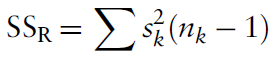 SS_R = ∑ s_k^2 (n_k − 1)